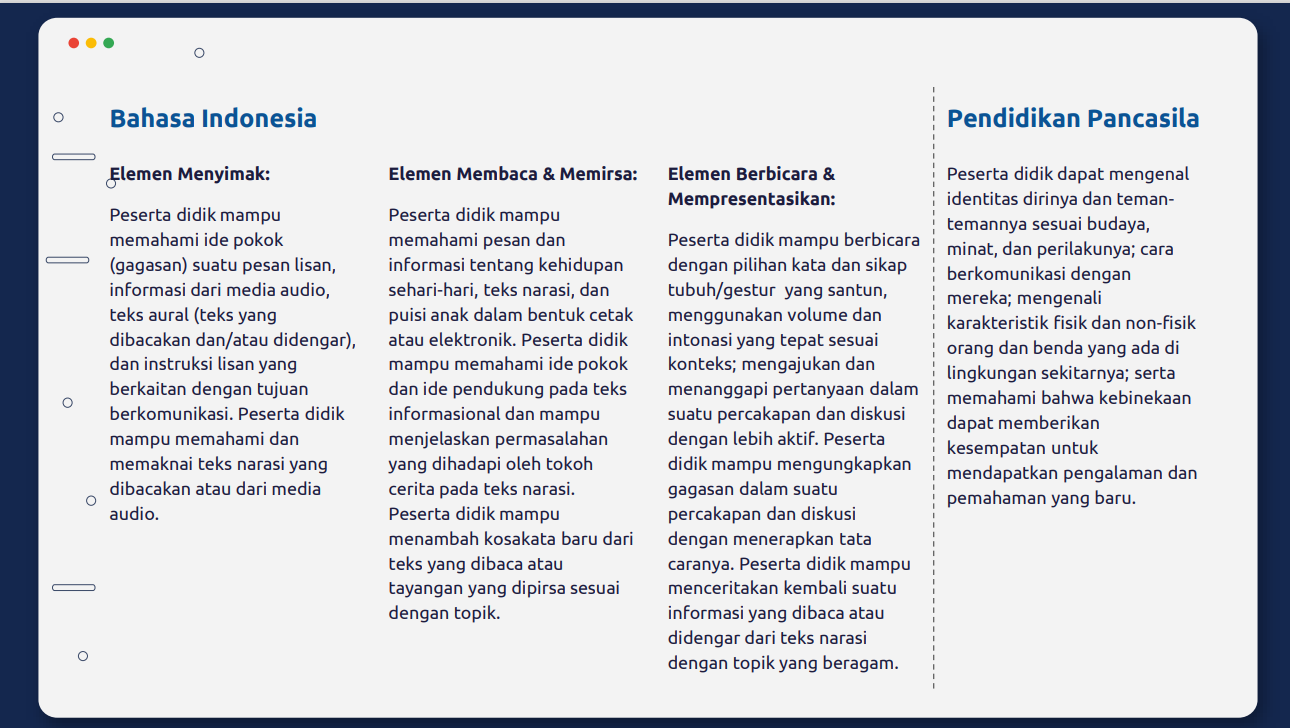 Bahasa Indonesia
Elemen Menyimak:
Peserta didik mampu
memahami ide pokok
(gagasan) suatu pesan lisan,
informasi dari media audio,
teks aural (teks yang
dibacakan dan/atau didengar),
dan instruksi lisan yang
berkaitan dengan tujuan
berkomunikasi. Peserta didik
mampu memahami dan
memaknai teks narasi yang
dibacakan atau dari media
audio.
Elemen Membaca & Memirsa:
Peserta didik mampu
memahami pesan dan
informasi tentang kehidupan
sehari-hari, teks narasi, dan
puisi anak dalam bentuk cetak
atau elektronik. Peserta didik
mampu memahami ide pokok
dan ide pendukung pada teks
informasional dan mampu
menjelaskan permasalahan
yang dihadapi oleh tokoh
cerita pada teks narasi.
Peserta didik mampu
menambah kosakata baru dari
teks yang dibaca atau
tayangan yang dipirsa sesuai
dengan topik.
Elemen Berbicara &
Mempresentasikan:
Peserta didik mampu berbicara
dengan pilihan kata dan sikap
tubuh/gestur  yang santun,
menggunakan volume dan
intonasi yang tepat sesuai
konteks; mengajukan dan
menanggapi pertanyaan dalam
suatu percakapan dan diskusi
dengan lebih aktif. Peserta
didik mampu mengungkapkan
gagasan dalam suatu
percakapan dan diskusi
dengan menerapkan tata
caranya. Peserta didik mampu
menceritakan kembali suatu
informasi yang dibaca atau
didengar dari teks narasi
dengan topik yang beragam.
Pendidikan Pancasila
Peserta didik dapat mengenal
identitas dirinya dan teman-
temannya sesuai budaya,
minat, dan perilakunya; cara
berkomunikasi dengan
mereka; mengenali
karakteristik fisik dan non-fisik
orang dan benda yang ada di
lingkungan sekitarnya; serta
memahami bahwa kebinekaan
dapat memberikan
kesempatan untuk
mendapatkan pengalaman dan
pemahaman yang baru.